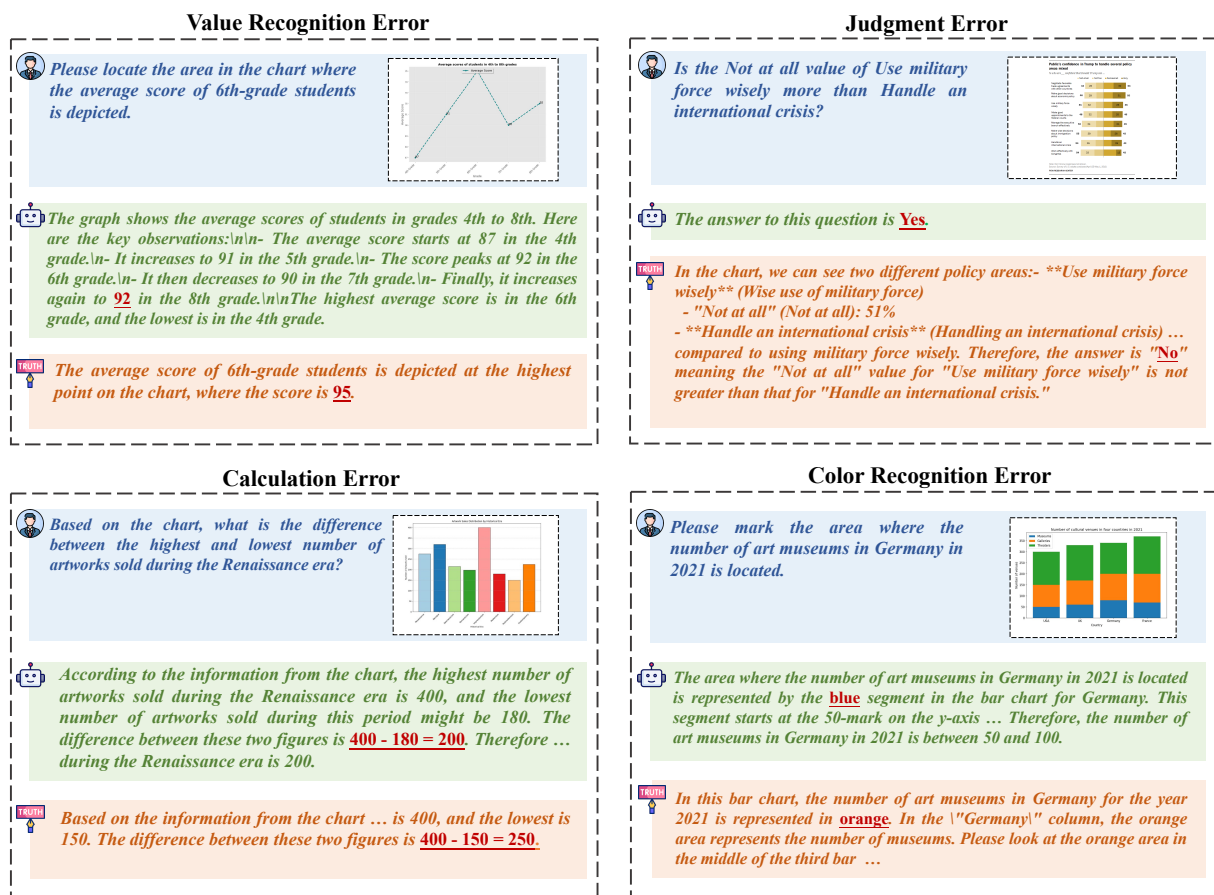 Value Recognition Error
Please locate the area in the chart where
the average score of 6th-grade students
is depicted.
Average scores of students in 4th to 8th grades
Average Score
The graph shows the average scores of students in grades 4th to 8th. Here
are the key observations:\n\n- The average score starts at 87 in the 4th
grade.\n- It increases to 91 in the 5th grade.\n- The score peaks at 92 in the
6th grade.\n- It then decreases to 90 in the 7th grade.\n- Finally, it increases
again to 92 in the 8th grade.\n\nThe highest average score is in the 6th
grade, and the lowest is in the 4th grade.
TRUTH
The average score of 6th-grade students is depicted at the highest
point on the chart, where the score is 95.
Judgment Error
Is the Not at all value of Use military
force wisely more than Handle an
international crisis?
The answer to this question is Yes.
TRUTH
In the chart, we can see two different policy areas:- **Use military force
wisely** (Wise use of military force)
- "Not at all" (Not at all): 51%
- **Handle an international crisis** (Handling an international crisis) …
compared to using military force wisely. Therefore, the answer is "No"
meaning the "Not at all" value for "Use military force wisely" is not
greater than that for "Handle an international crisis."
Calculation Error
Based on the chart, what is the difference
between the highest and lowest number of
artworks sold during the Renaissance era?
According to the information from the chart, the highest number of
artworks sold during the Renaissance era is 400, and the lowest
number of artworks sold during this period might be 180. The
difference between these two figures is 400 - 180 = 200. Therefore …
during the Renaissance era is 200.
TRUTH
Based on the information from the chart … is 400, and the lowest is
150. The difference between these two figures is 400 - 150 = 250.
Color Recognition Error
Please mark the area where the
number of art museums in Germany in
2021 is located.
Number of cultural venues in four countries in 2021
Museums
Galleries
Theaters
USA UK Germany France
Country
The area where the number of art museums in Germany in 2021 is located
is represented by the blue segment in the bar chart for Germany. This
segment starts at the 50-mark on the y-axis … Therefore, the number of
art museums in Germany in 2021 is between 50 and 100.
TRUTH
In this bar chart, the number of art museums in Germany for the year
2021 is represented in orange. In the \"Germany\" column, the orange
area represents the number of museums. Please look at the orange area in
the middle of the third bar …